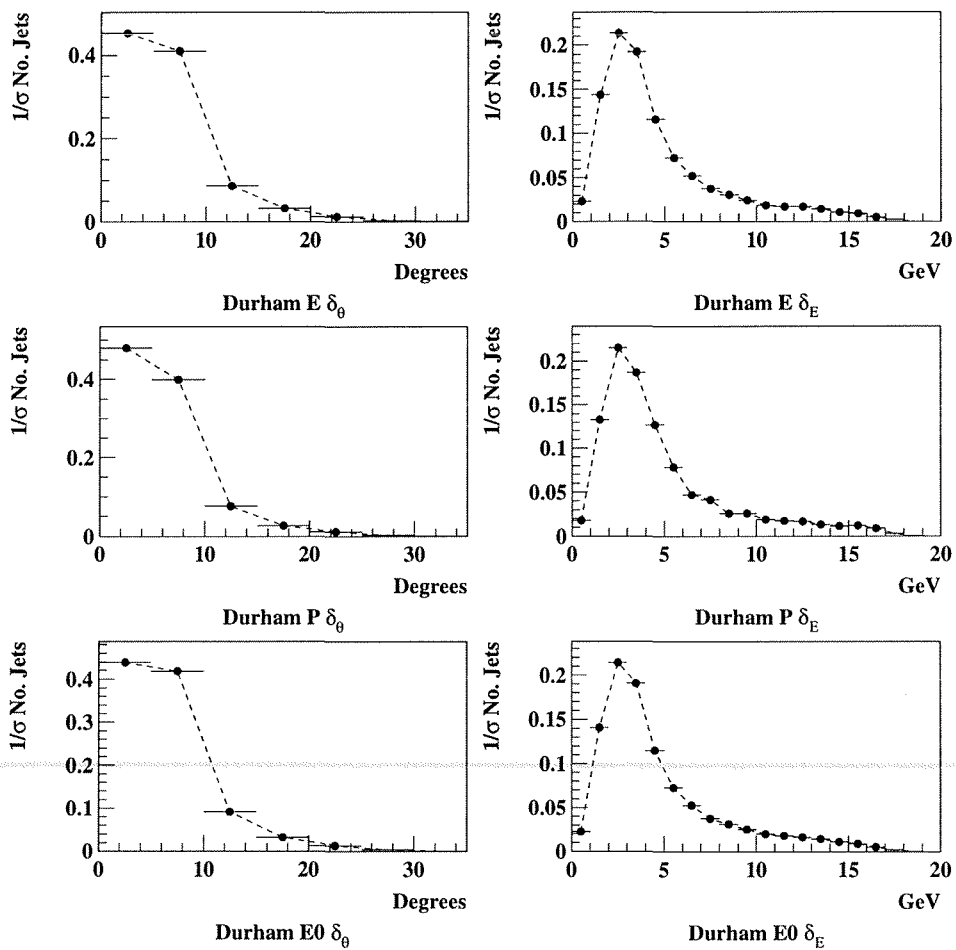 1/σ No. Jets
0.4
0.2
0
0 10 20 30
Degrees
Durham E δθ
1/σ No. Jets
0.2
0.15
0.1
0.05
0
0 5 10 15 20
GeV
Durham E δE
1/σ No. Jets
0.4
0.2
0
0 10 20 30
Degrees
Durham P δθ
1/σ No. Jets
0.2
0.15
0.1
0.05
0
0 5 10 15 20
GeV
Durham P δE
1/σ No. Jets
0.4
0.3
0.2
0.1
0
0 10 20 30
Degrees
Durham E0 δθ
1/σ No. Jets
0.2
0.15
0.1
0.05
0
0 5 10 15 20
GeV
Durham E0 δE